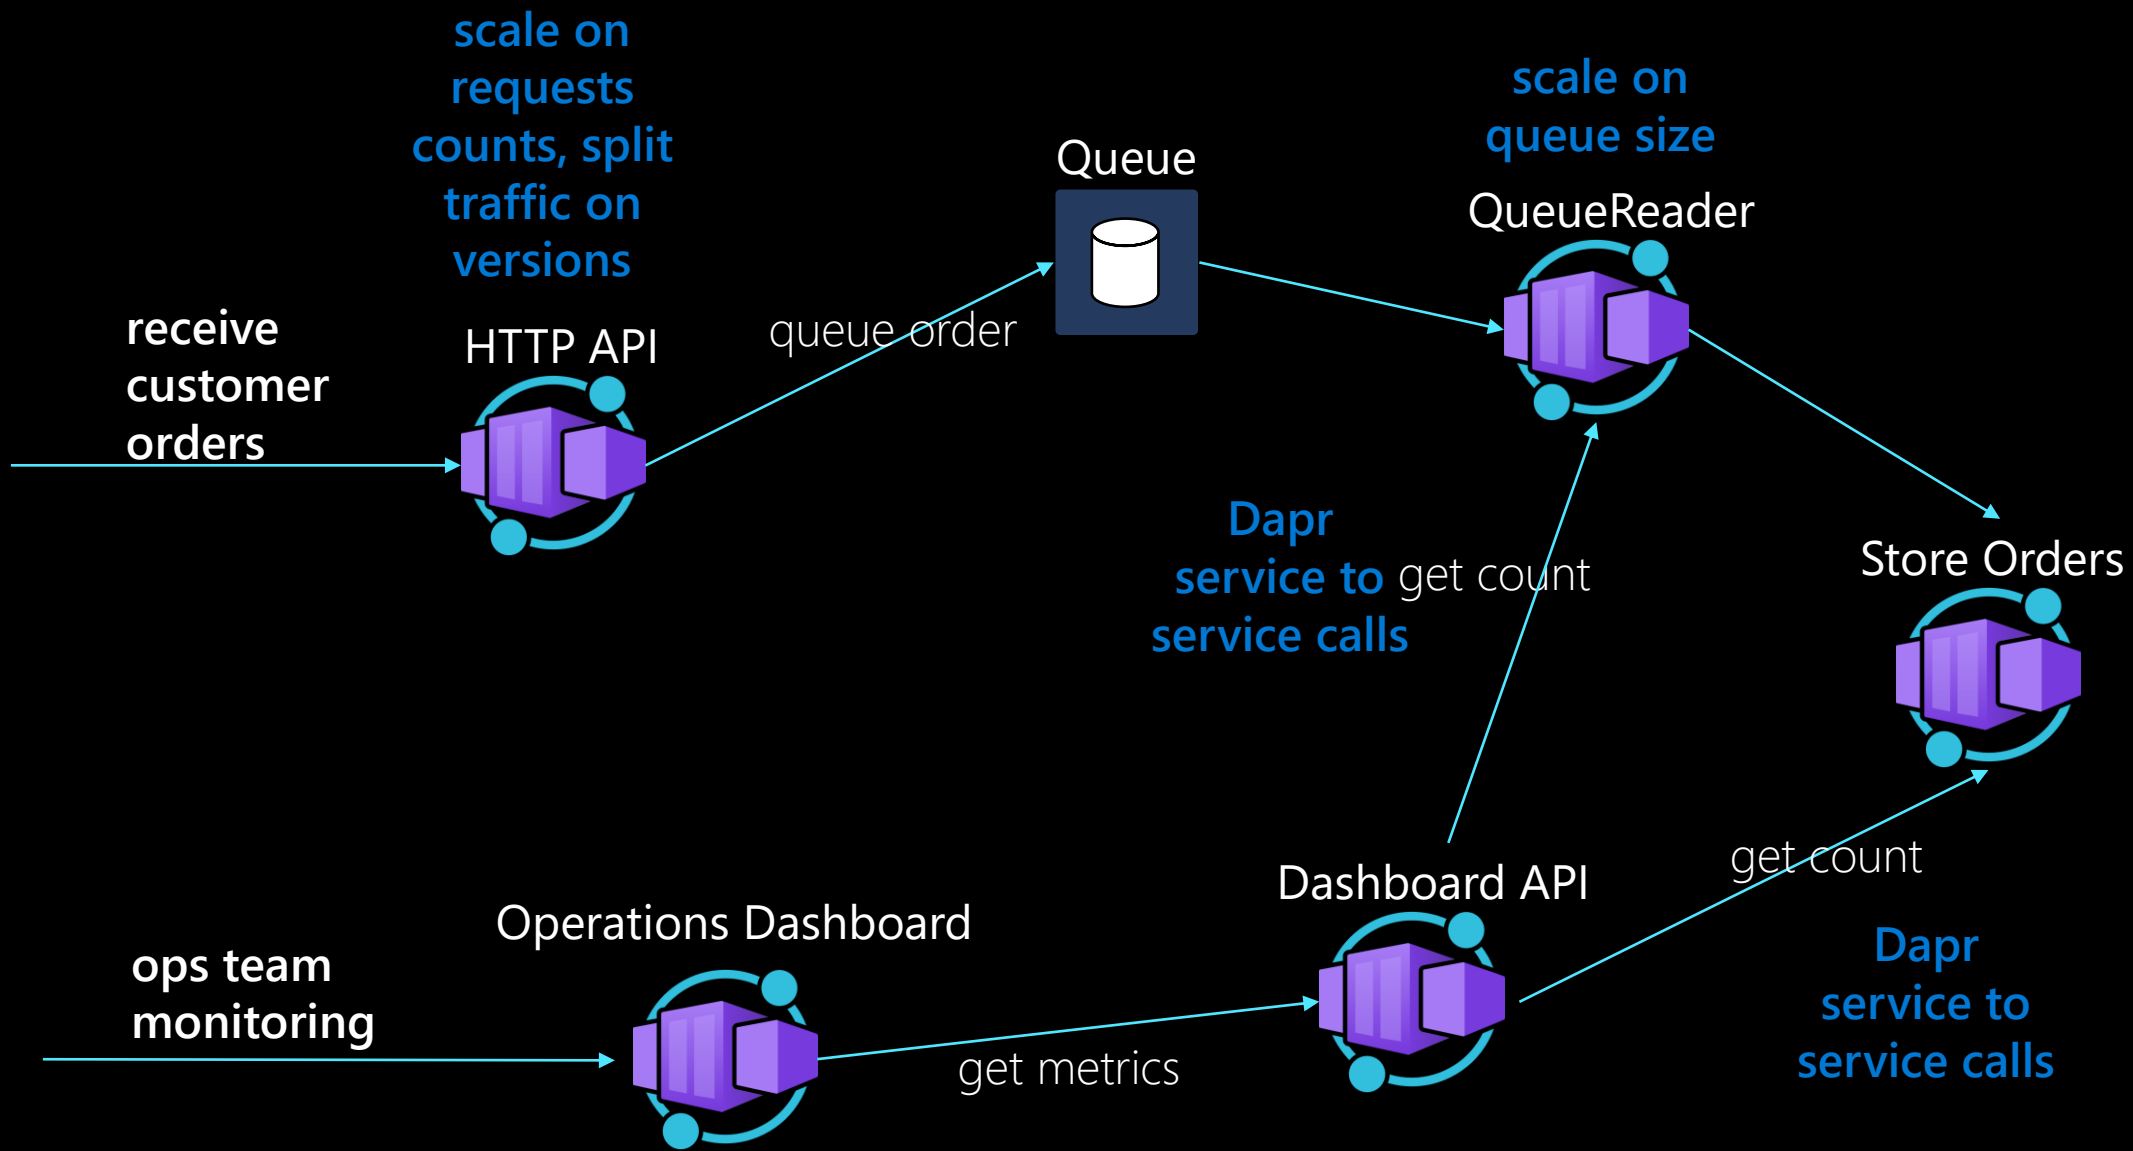 scale on
requests
counts, split
traffic on
versions
scale on
queue size
Queue
QueueReader
receive
customer
orders
HTTP API
queue order
Dapr
service to
service calls
get count
Store Orders
get count
Dashboard API
Operations Dashboard
ops team
monitoring
get metrics
Dapr
service to
service calls